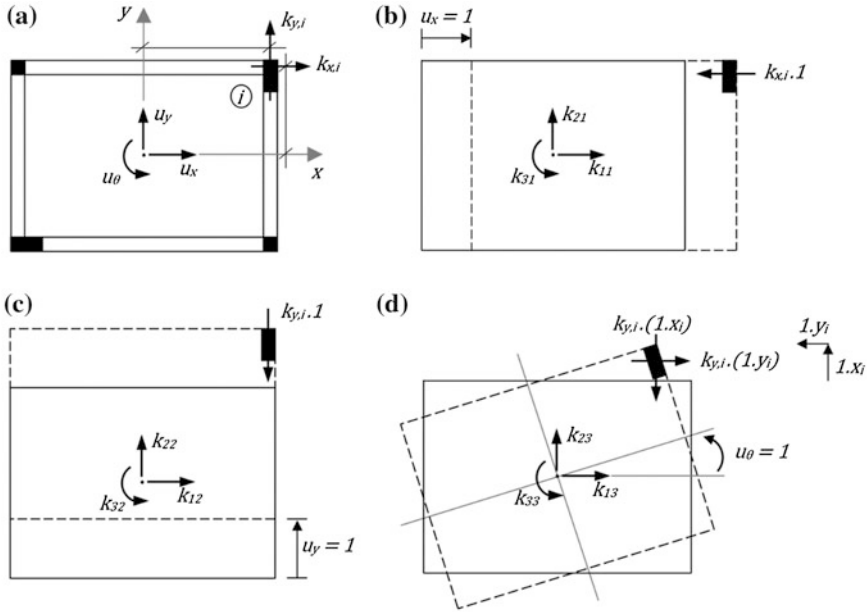 (a)
y
k_{y,i}
k_{x,i}
i
u_y
u_x
u_θ
x
(b)
u_x = 1
k_{x,i}.1
k_{21}
k_{31}
k_{11}
(c)
k_{y,i}.1
k_{22}
k_{32}
k_{12}
u_y = 1
(d)
k_{y,i}.(1.x_i)
k_{y,i}.(1.y_i)
1.y_i
1.x_i
k_{23}
k_{33}
k_{13}
u_θ = 1